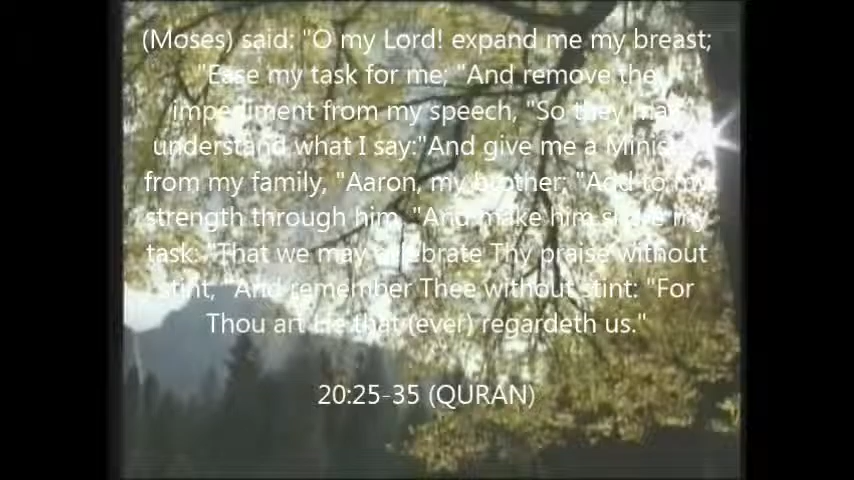 (Moses) said: "O my Lord! expand me my breast;
"Ease my task for me; "And remove the
impediment from my speech, "So they may
understand what I say:"And give me a Minister
from my family, "Aaron, my brother; "Add to my
strength through him, "And make him share my
task: "That we may celebrate Thy praise without
stint, "And remember Thee without stint: "For
Thou art He that (ever) regardeth us."
20:25-35 (QURAN)